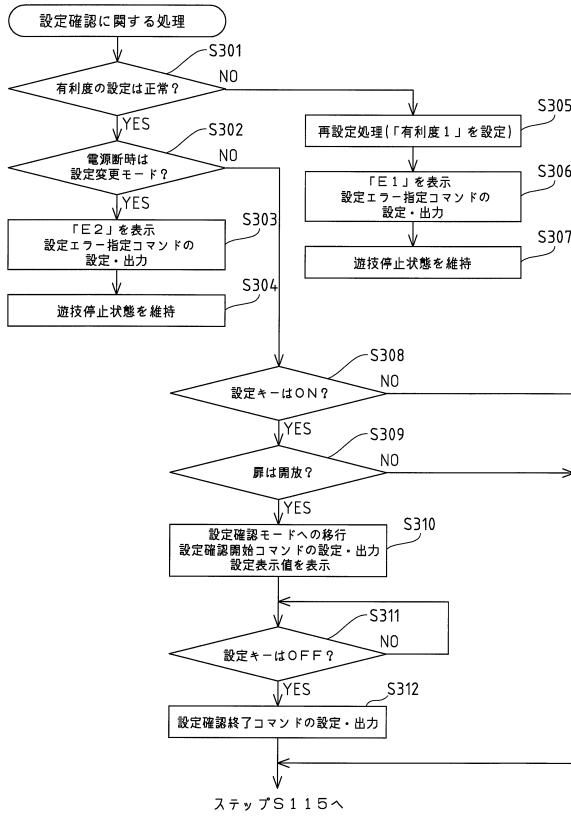 設定確認に関する処理
S301
有利度の設定は正常?
NO
YES
S302
電源断時は
設定変更モード?
NO
YES
S303
「E2」を表示
設定エラー指定コマンドの
設定・出力
S304
遊技停止状態を維持
S305
再設定処理(「有利度1」を設定)
S306
「E1」を表示
設定エラー指定コマンドの
設定・出力
S307
遊技停止状態を維持
S308
設定キーはON?
NO
YES
S309
扉は開放?
NO
YES
S310
設定確認モードへの移行
設定確認開始コマンドの設定・出力
設定表示値を表示
S311
設定キーはOFF?
NO
YES
S312
設定確認終了コマンドの設定・出力
ステップS115へ